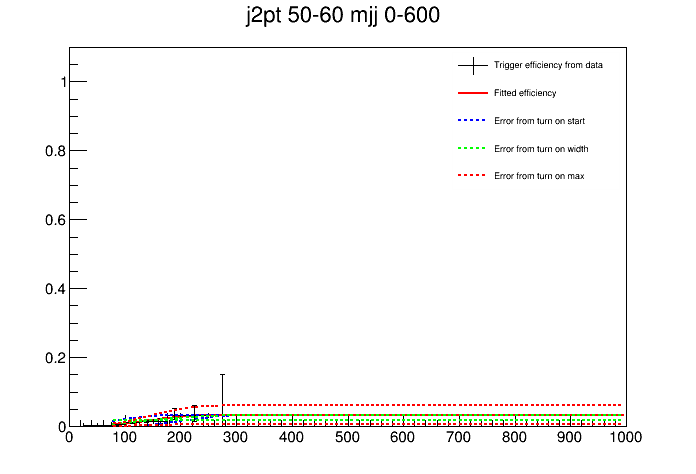 j2pt 50-60 mjj 0-600
Trigger efficiency from data
Fitted efficiency
Error from turn on start
Error from turn on width
Error from turn on max
1
0.8
0.6
0.4
0.2
0
0 100 200 300 400 500 600 700 800 900 1000